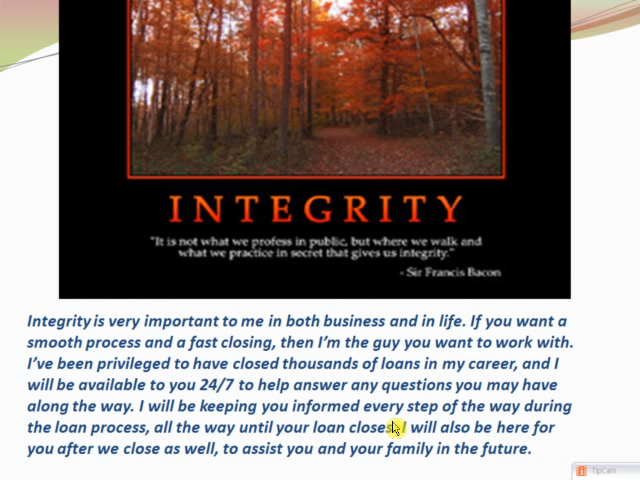 INTEGRITY
"It is not what we profess in public, but where we walk and
what we practice in secret that gives us integrity."
- Sir Francis Bacon
Integrity is very important to me in both business and in life. If you want a
smooth process and a fast closing, then I'm the guy you want to work with.
I've been privileged to have closed thousands of loans in my career, and I
will be available to you 24/7 to help answer any questions you may have
along the way. I will be keeping you informed every step of the way during
the loan process, all the way until your loan closes. I will also be here for
you after we close as well, to assist you and your family in the future.
TipCam